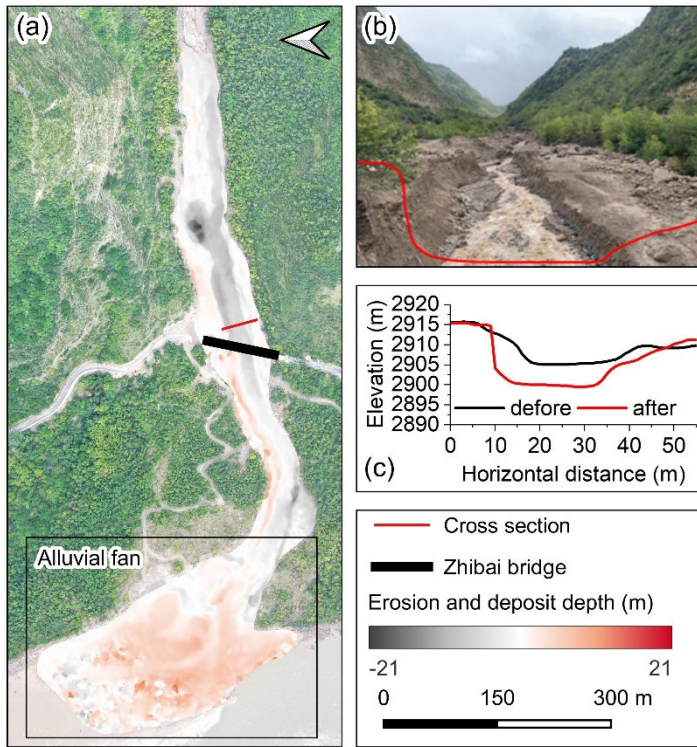 (a)
Alluvial fan
(b)
2920
2915
2910
2905
2900
2895
2890
Elevation (m)
defore after
0 10 20 30 40 50
(c)
Horizontal distance (m)
Cross section
Zhibai bridge
Erosion and deposit depth (m)
-21 21
0 150 300 m